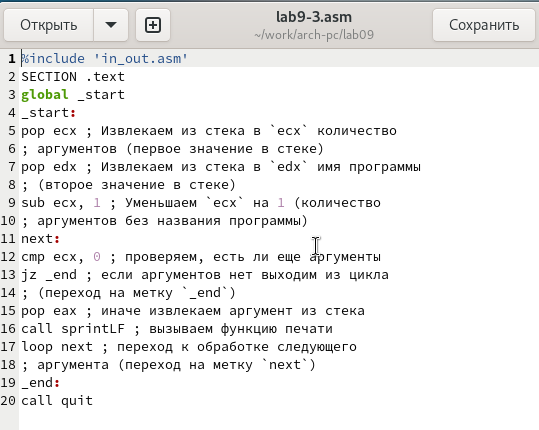 Открыть
lab9-3.asm
~/work/arch-pc/lab09
Сохранить
1 %include 'in_out.asm'
2 SECTION .text
3 global _start
4 _start:
5 pop ecx ; Извлекаем из стека в `ecx` количество
6 ; аргументов (первое значение в стеке)
7 pop edx ; Извлекаем из стека в `edx` имя программы
8 ; (второе значение в стеке)
9 sub ecx, 1 ; Уменьшаем `ecx` на 1 (количество
10 ; аргументов без названия программы)
11 next:
12 cmp ecx, 0 ; проверяем, есть ли еще аргументы
13 jz _end ; если аргументов нет выходим из цикла
14 ; (переход на метку `_end`)
15 pop eax ; иначе извлекаем аргумент из стека
16 call sprintLF ; вызываем функцию печати
17 loop next ; переход к обработке следующего
18 ; аргумента (переход на метку `next`)
19 _end:
20 call quit